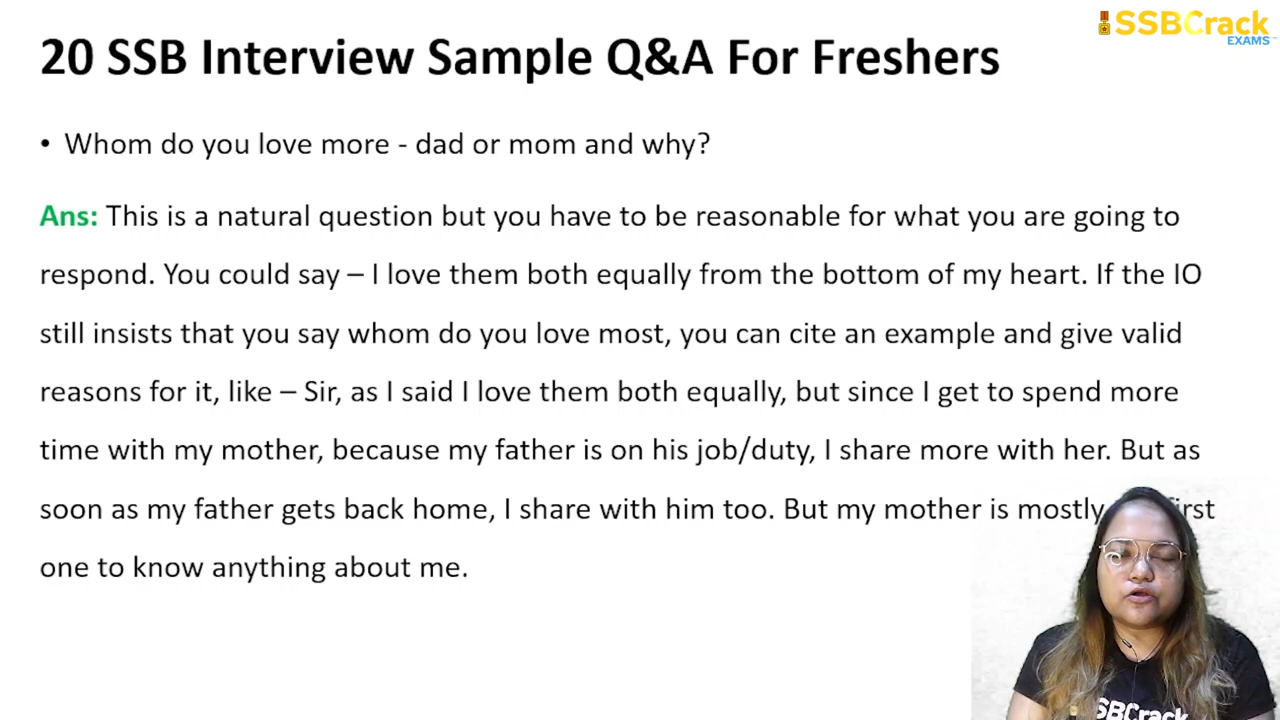 SSBCrack
EXAMS
20 SSB Interview Sample Q&A For Freshers
• Whom do you love more - dad or mom and why?
Ans: This is a natural question but you have to be reasonable for what you are going to
respond. You could say – I love them both equally from the bottom of my heart. If the IO
still insists that you say whom do you love most, you can cite an example and give valid
reasons for it, like – Sir, as I said I love them both equally, but since I get to spend more
time with my mother, because my father is on his job/duty, I share more with her. But as
soon as my father gets back home, I share with him too. But my mother is mostly
one to know anything about me.